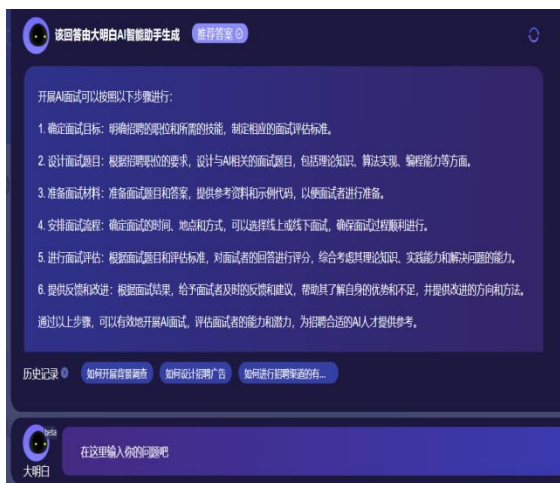 该回答由大明白AI智能助手生成 推荐答案
开展AI面试可以按照以下步骤进行：
1. 确定面试目标：明确招聘的职位和所需的技能，制定相应的面试评估标准。
2. 设计面试题目：根据招聘职位的要求，设计与AI相关的面试题目，包括理论知识、算法实现、编程能力等方面。
3. 准备面试材料：准备面试题目和答案，提供参考资料和示例代码，以便面试者进行准备。
4. 安排面试流程：确定面试的时间、地点和方式，可以选择线上或线下面试，确保面试过程顺利进行。
5. 进行面试评估：根据面试题目和评估标准，对面试者的回答进行评分，综合考虑其理论知识、实践能力和解决问题的能力。
6. 提供反馈和改进：根据面试结果，给予面试者及时的反馈和建议，帮助其了解自身的优势和不足，并提供改进的方向和方法。
通过以上步骤，可以有效地开展AI面试，评估面试者的能力和潜力，为招聘合适的AI人才提供参考。
历史记录 如何开展背景调查 如何设计招聘广告 如何进行招聘渠道的有...
beta
在这里输入你的问题吧
大明白